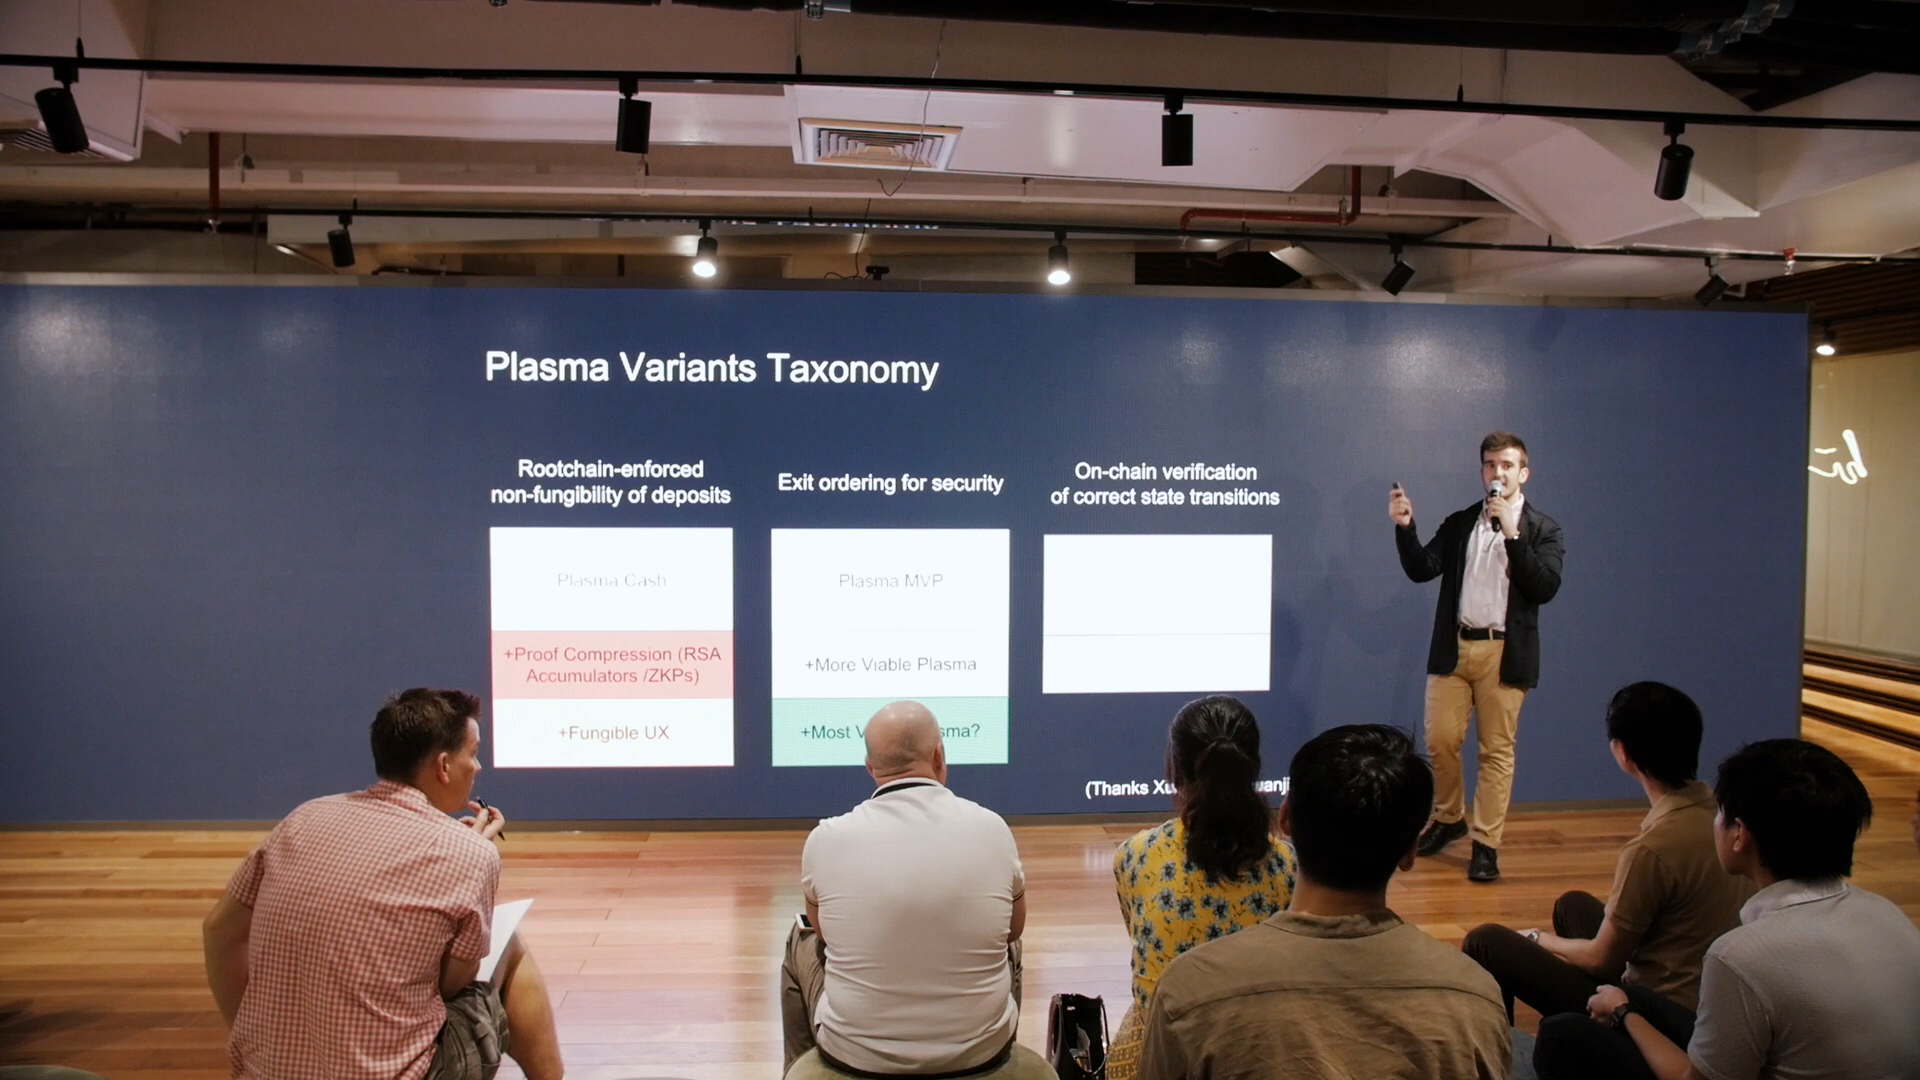 Plasma Variants Taxonomy
Rootchain-enforced
non-fungibility of deposits
Plasma Cash
+Proof Compression (RSA
Accumulators /ZKPs)
+Fungible UX
Exit ordering for security
Plasma MVP
+More Viable Plasma
+Most
On-chain verification
of correct state transitions
(Thanks
hi